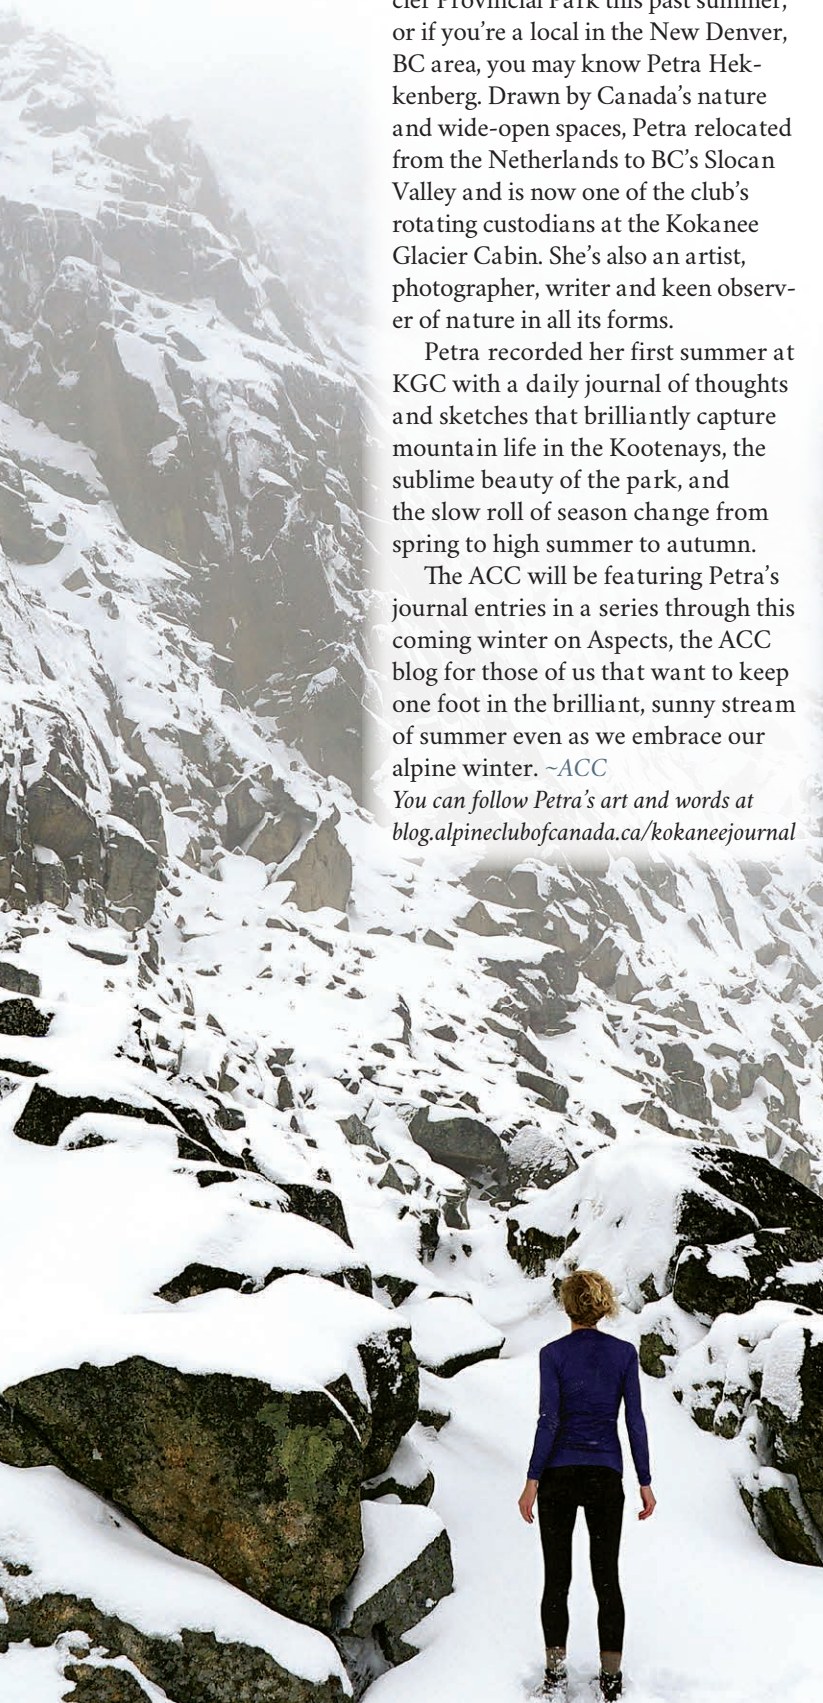 cier Provincial Park this past summer,
or if you’re a local in the New Denver,
BC area, you may know Petra Hek-
kenberg. Drawn by Canada’s nature
and wide-open spaces, Petra relocated
from the Netherlands to BC’s Slocan
Valley and is now one of the club’s
rotating custodians at the Kokanee
Glacier Cabin. She’s also an artist,
photographer, writer and keen observ-
er of nature in all its forms.
Petra recorded her first summer at
KGC with a daily journal of thoughts
and sketches that brilliantly capture
mountain life in the Kootenays, the
sublime beauty of the park, and
the slow roll of season change from
spring to high summer to autumn.
The ACC will be featuring Petra’s
journal entries in a series through this
coming winter on Aspects, the ACC
blog for those of us that want to keep
one foot in the brilliant, sunny stream
of summer even as we embrace our
alpine winter. ~ACC
You can follow Petra’s art and words at
blog.alpineclubofcanada.ca/kokaneejournal